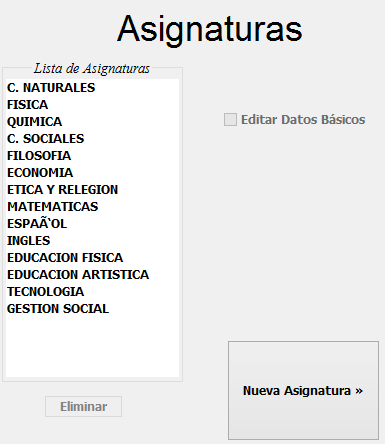 Asignaturas
Lista de Asignaturas
C. NATURALES
FISICA
QUIMICA
C. SOCIALES
FILOSOFIA
ECONOMIA
ETICA Y RELEGION
MATEMATICAS
ESPAÃ‘OL
INGLES
EDUCACION FISICA
EDUCACION ARTISTICA
TECNOLOGIA
GESTION SOCIAL
Eliminar
Editar Datos Básicos
Nueva Asignatura »